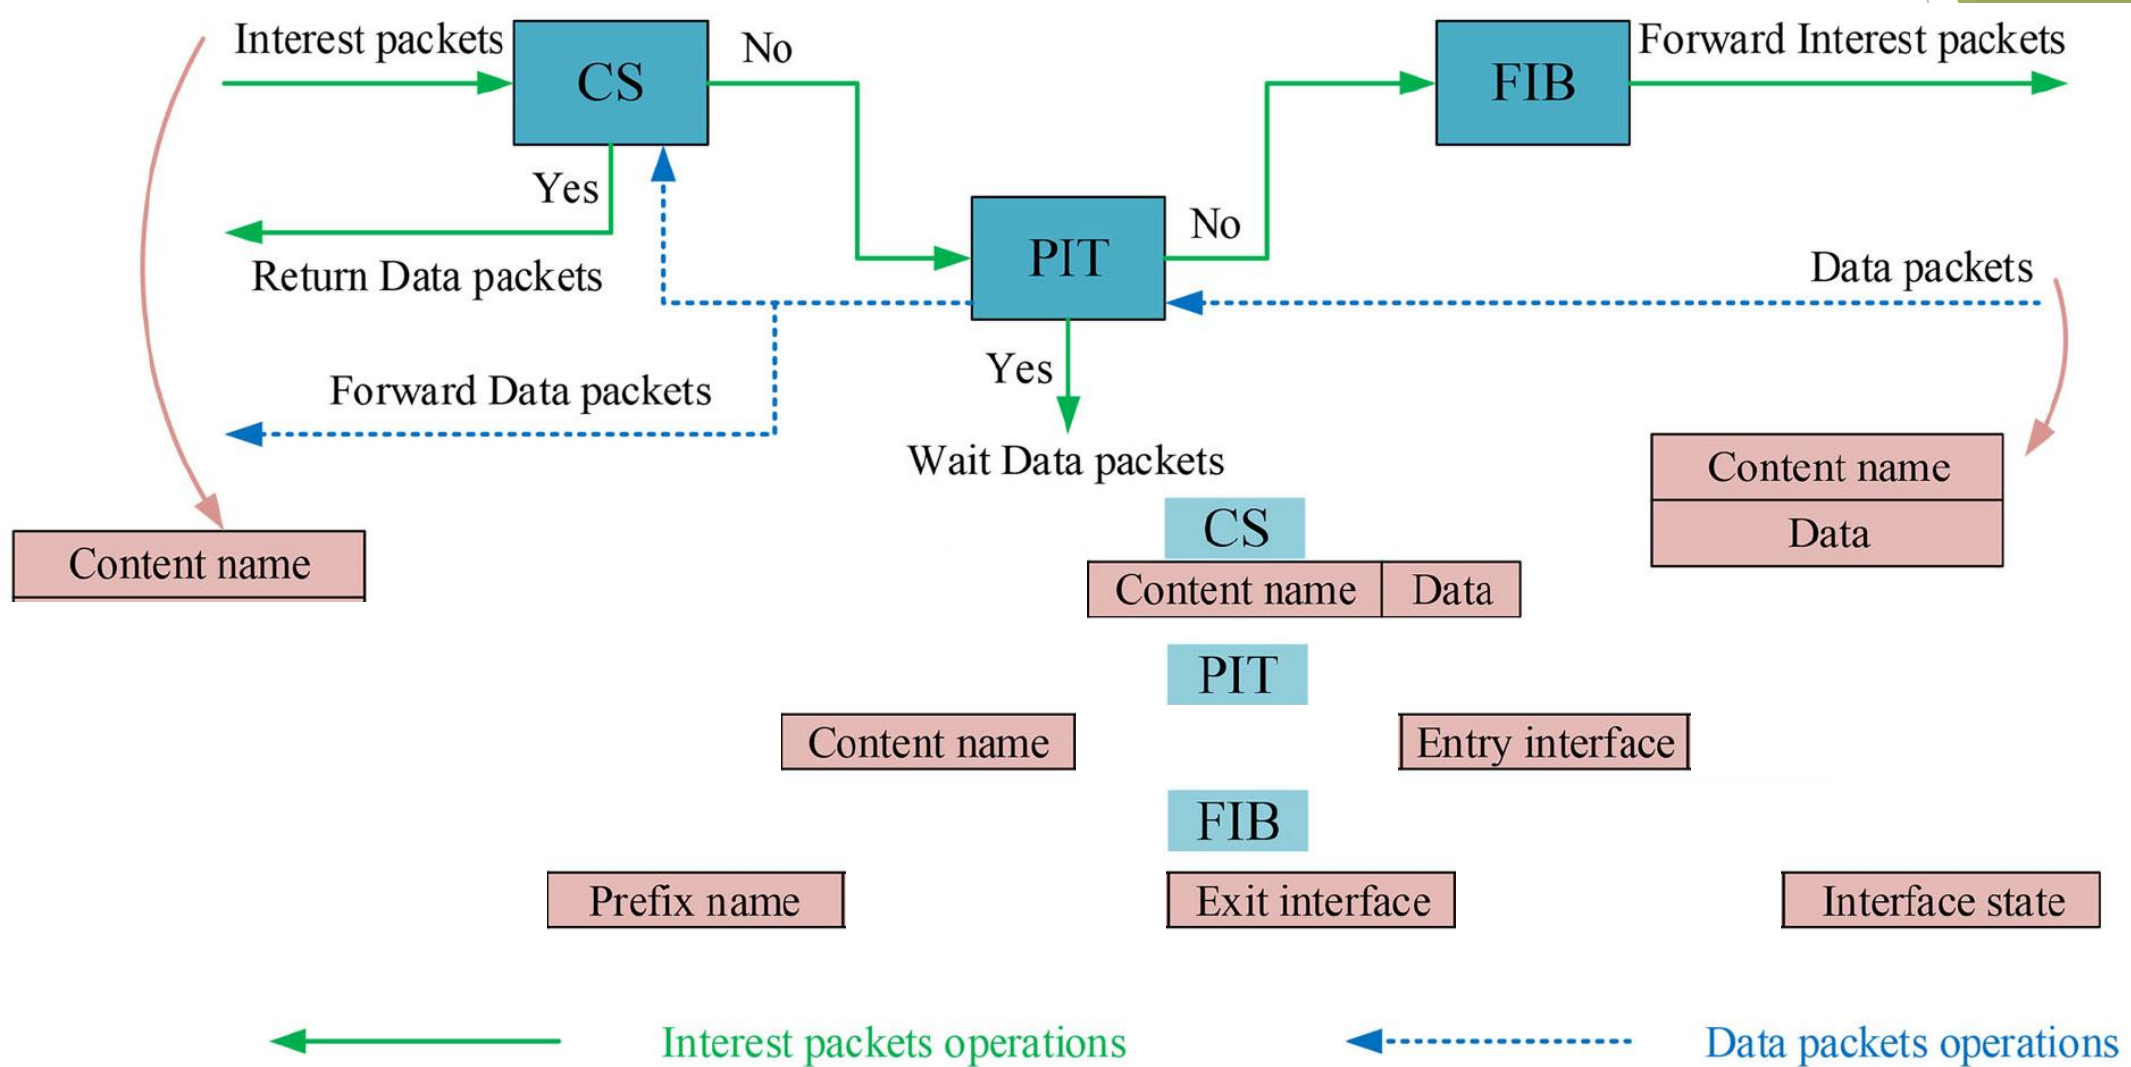 Interest packets
CS
No
FIB
Forward Interest packets
Yes
PIT
No
Return Data packets
Data packets
Forward Data packets
Yes
Wait Data packets
Content name
Data
Content name
CS
Content name Data
PIT
Content name Entry interface
FIB
Prefix name Exit interface Interface state
Interest packets operations Data packets operations